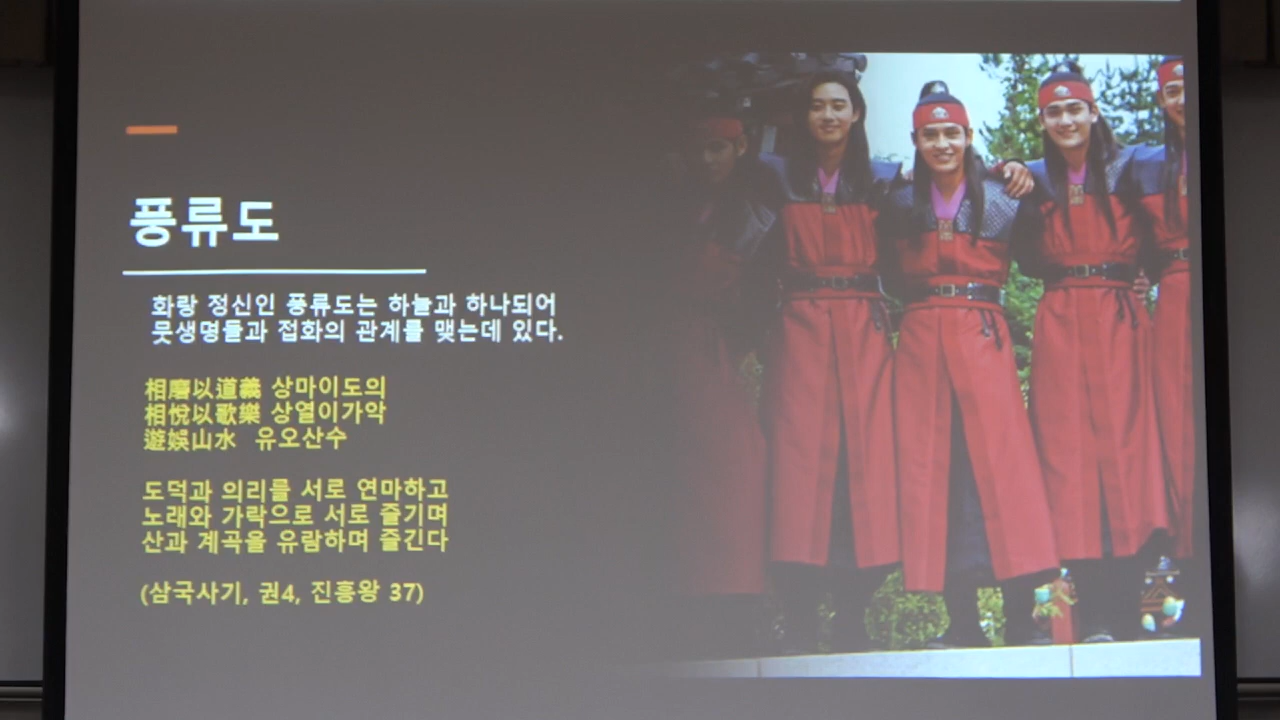 풍류도
화랑 정신인 풍류도는 하늘과 하나되어
뭇생명들과 접화의 관계를 맺는데 있다.
相磨以道義 상마이도의
相悅以歌樂 상열이가악
遊娛山水 유오산수
도덕과 의리를 서로 연마하고
노래와 가락으로 서로 즐기며
산과 계곡을 유람하며 즐긴다
(삼국사기, 권4, 진흥왕 37)